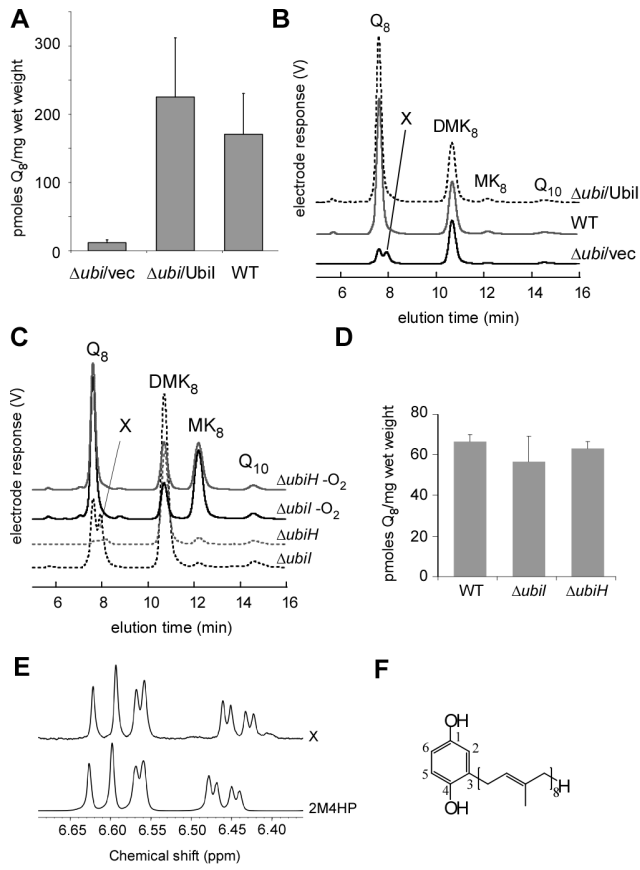 A
pmoles Q8/mg wet weight
300
200
100
0
Δubi/vec
Δubi/UbiI
WT
B
electrode response (V)
Q8
X
DMK8
MK8
Q10
Δubi/UbiI
WT
Δubi/vec
6
8
10
12
14
16
elution time (min)
C
electrode response (V)
Q8
X
DMK8
MK8
Q10
ΔubiH -O2
ΔubiI -O2
ΔubiH
ΔubiI
6
8
10
12
14
16
elution time (min)
D
pmoles Q8/mg wet weight
80
60
40
20
0
WT
ΔubiI
ΔubiH
E
X
2M4HP
6.65
6.60
6.55
6.50
6.45
6.40
Chemical shift (ppm)
F
OH
1
6
2
5
3
4
OH
[
]
8
H